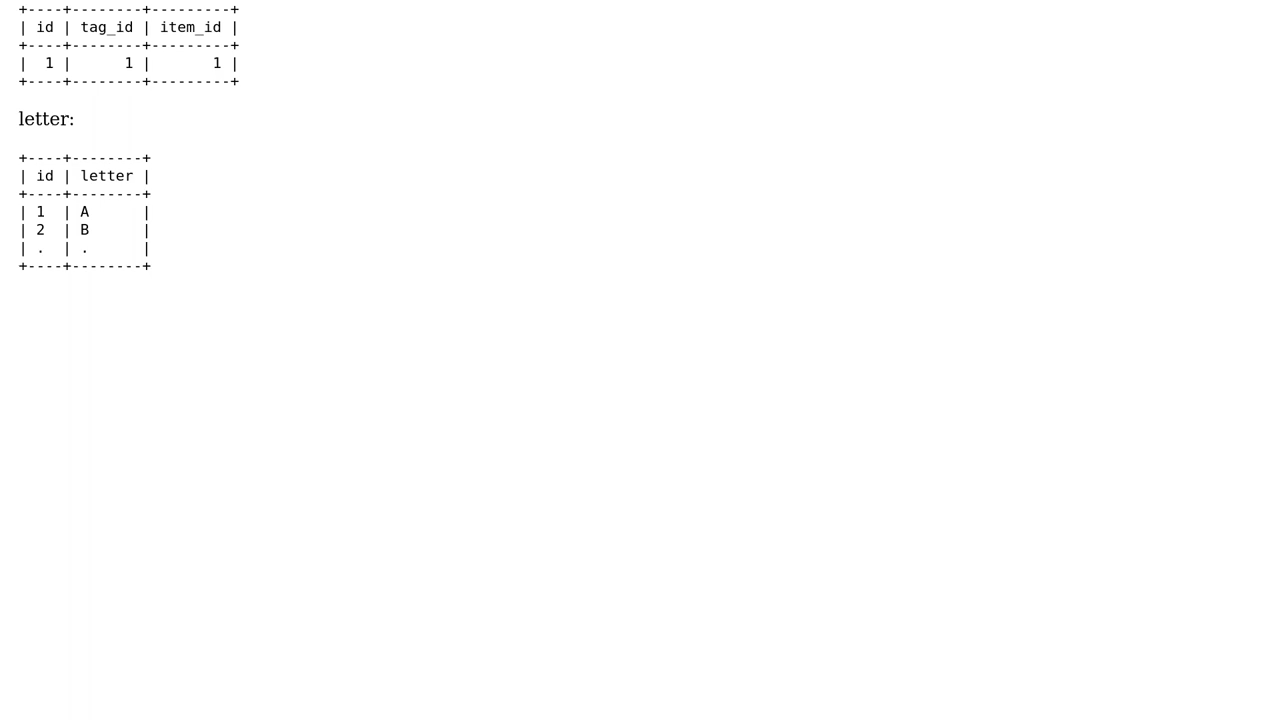 +----+--------+---------+
| id | tag_id | item_id |
+----+--------+---------+
|  1 |      1 |       1 |
+----+--------+---------+
letter:
+----+--------+
| id | letter |
+----+--------+
| 1  | A      |
| 2  | B      |
| .  | .      |
+----+--------+